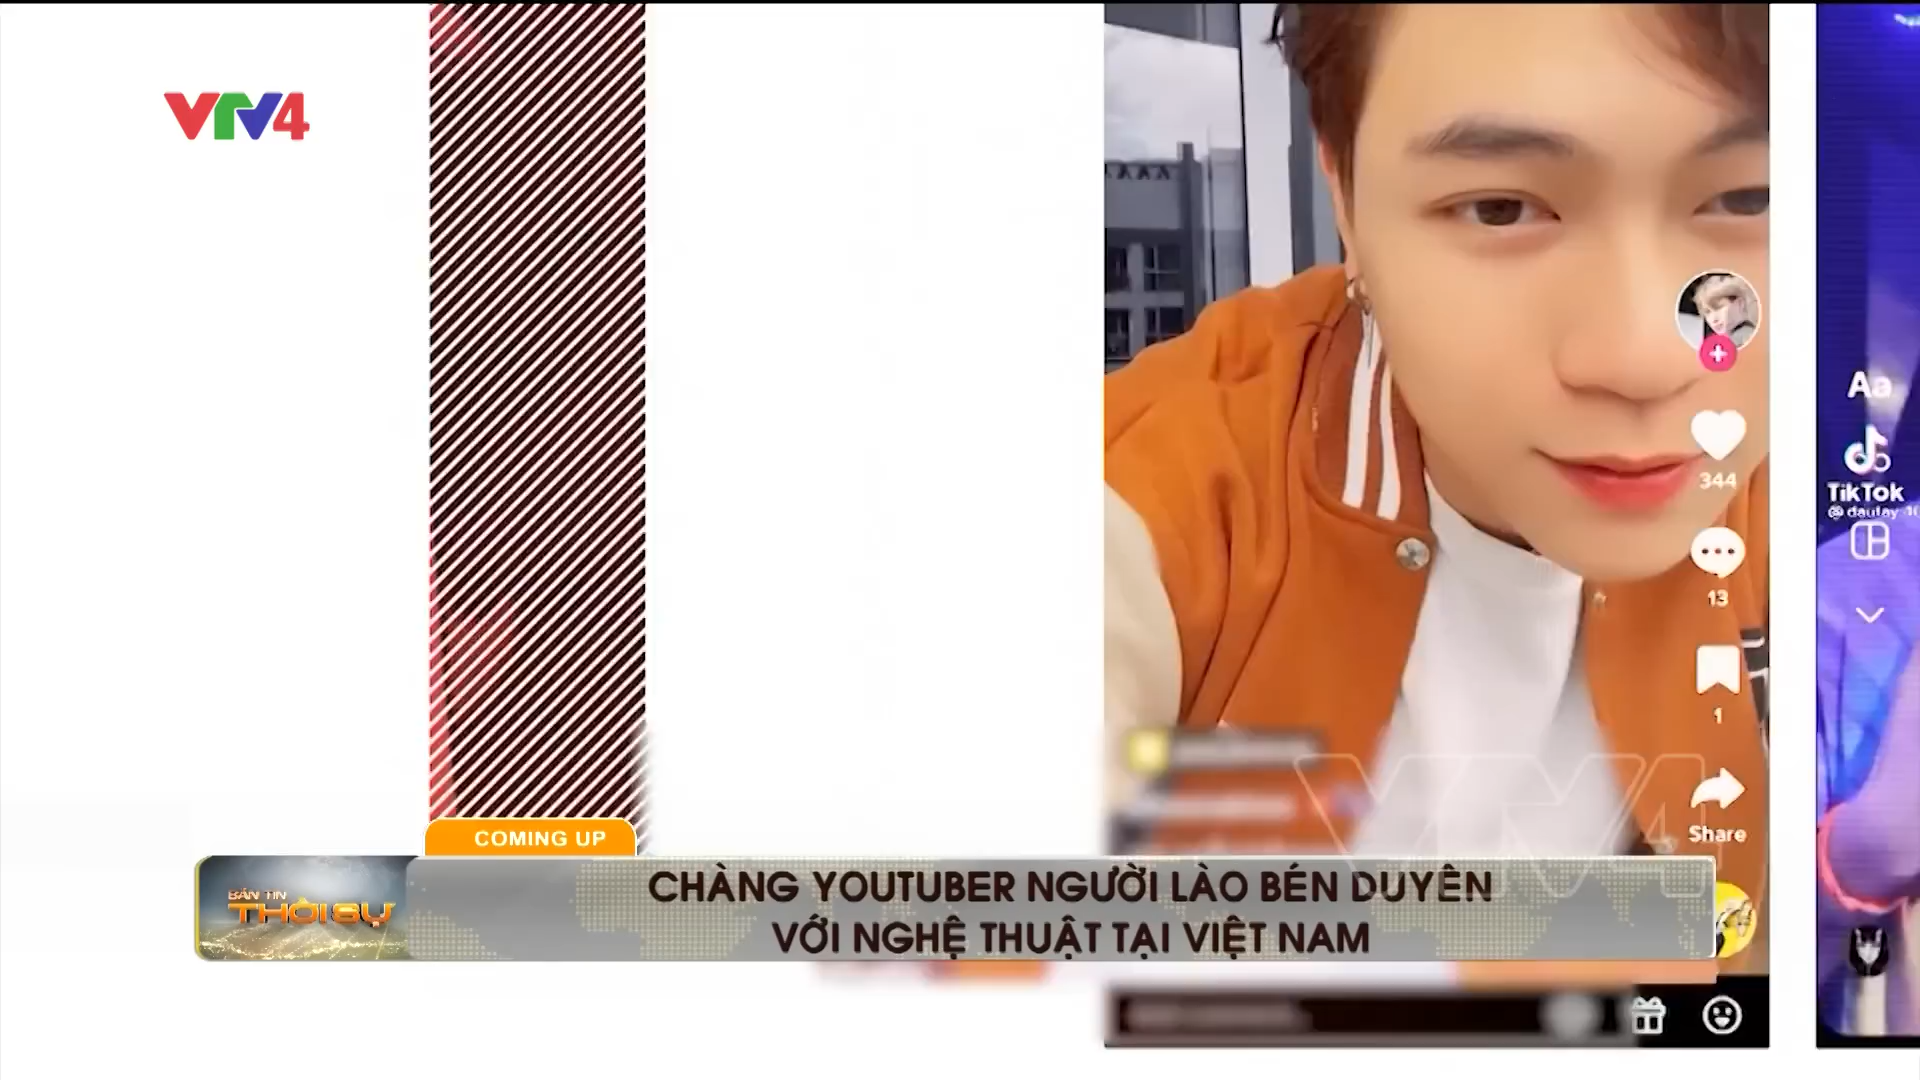 VTV4
Aa
344
TikTok
13
1
Share
VTV4
COMING UP
BẢN TIN
THỜI SỰ
CHÀNG YOUTUBER NGƯỜI LÀO BÉN DUYÊN
VỚI NGHỆ THUẬT TẠI VIỆT NAM